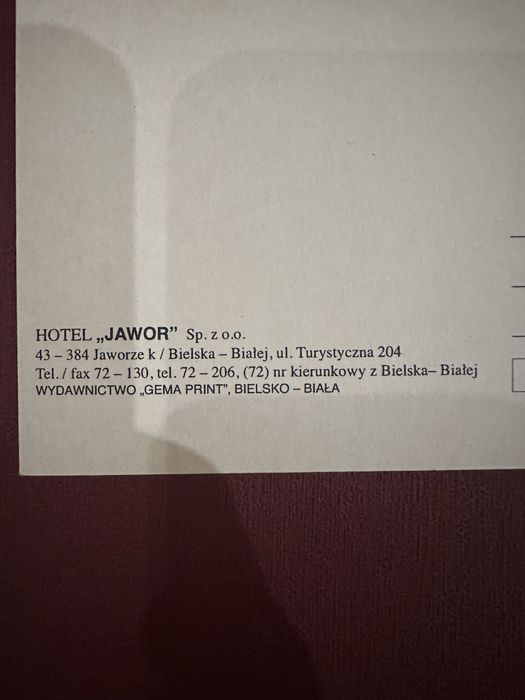 HOTEL „JAWOR” Sp. z o.o.
43 – 384 Jaworze k / Bielska – Białej, ul. Turystyczna 204
Tel. / fax 72 – 130, tel. 72 – 206, (72) nr kierunkowy z Bielska– Białej
WYDAWNICTWO „GEMA PRINT”, BIELSKO – BIAŁA